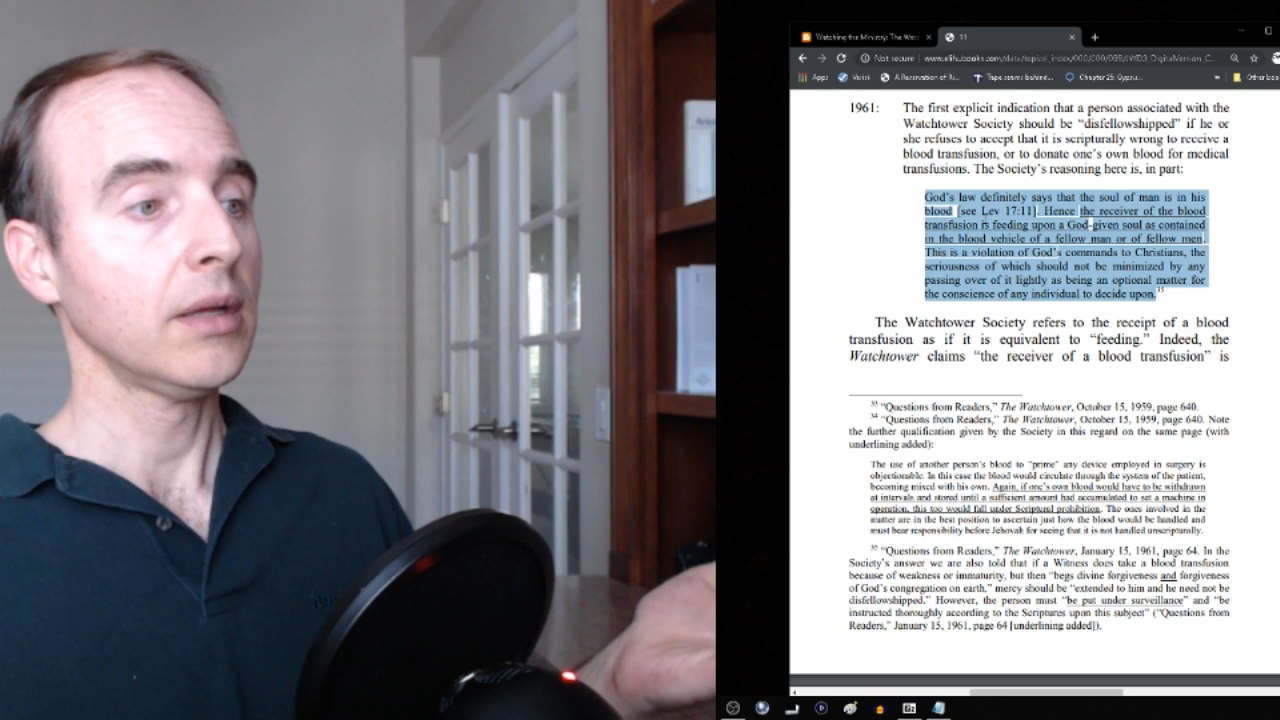 Watching the Ministry: The Wat
11
Not secure
Apps
A Reservation of Ri...
Tape seems behin...
1961: The first explicit indication that a person associated with the
Watchtower Society should be “disfellowshipped” if he or
she refuses to accept that it is scripturally wrong to receive a
blood transfusion, or to donate one’s own blood for medical
transfusions. The Society’s reasoning here is, in part:
God’s law definitely says that the soul of man is in his
blood [see Lev 17:11]. Hence the receiver of the blood
transfusion is feeding upon a God-given soul as contained
in the blood vehicle of a fellow man or of fellow men.
This is a violation of God’s commands to Christians, the
seriousness of which should not be minimized by any
passing over of it lightly as being an optional matter for
the conscience of any individual to decide upon.35
The Watchtower Society refers to the receipt of a blood
transfusion as if it is equivalent to “feeding.” Indeed, the
Watchtower claims “the receiver of a blood transfusion” is
33 “Questions from Readers,” The Watchtower, October 15, 1959, page 640.
34 “Questions from Readers,” The Watchtower, October 15, 1959, page 640. Note
the further qualification given by the Society in this regard on the same page (with
underlining added):
The use of another person’s blood to “prime” any device employed in surgery is
objectionable. In this case the blood would circulate through the system of the patient,
becoming mixed with his own. Again, if one’s own blood would have to be withdrawn
at intervals and stored until a sufficient amount had accumulated to set a machine in
operation, this too would fall under Scriptural prohibition. The ones involved in the
matter are in the best position to ascertain just how the blood would be handled and
must bear responsibility before Jehovah for seeing that it is not handled unscripturally.
35 “Questions from Readers,” The Watchtower, January 15, 1961, page 64. In the
Society’s answer we are also told that if a Witness does take a blood transfusion
because of weakness or immaturity, but then “begs divine forgiveness and forgiveness
of God’s congregation on earth,” mercy should be “extended to him and he need not be
disfellowshipped.” However, the person must “be put under surveillance” and “be
instructed thoroughly according to the Scriptures upon this subject” (“Questions from
Readers,” January 15, 1961, page 64 [underlining added]).